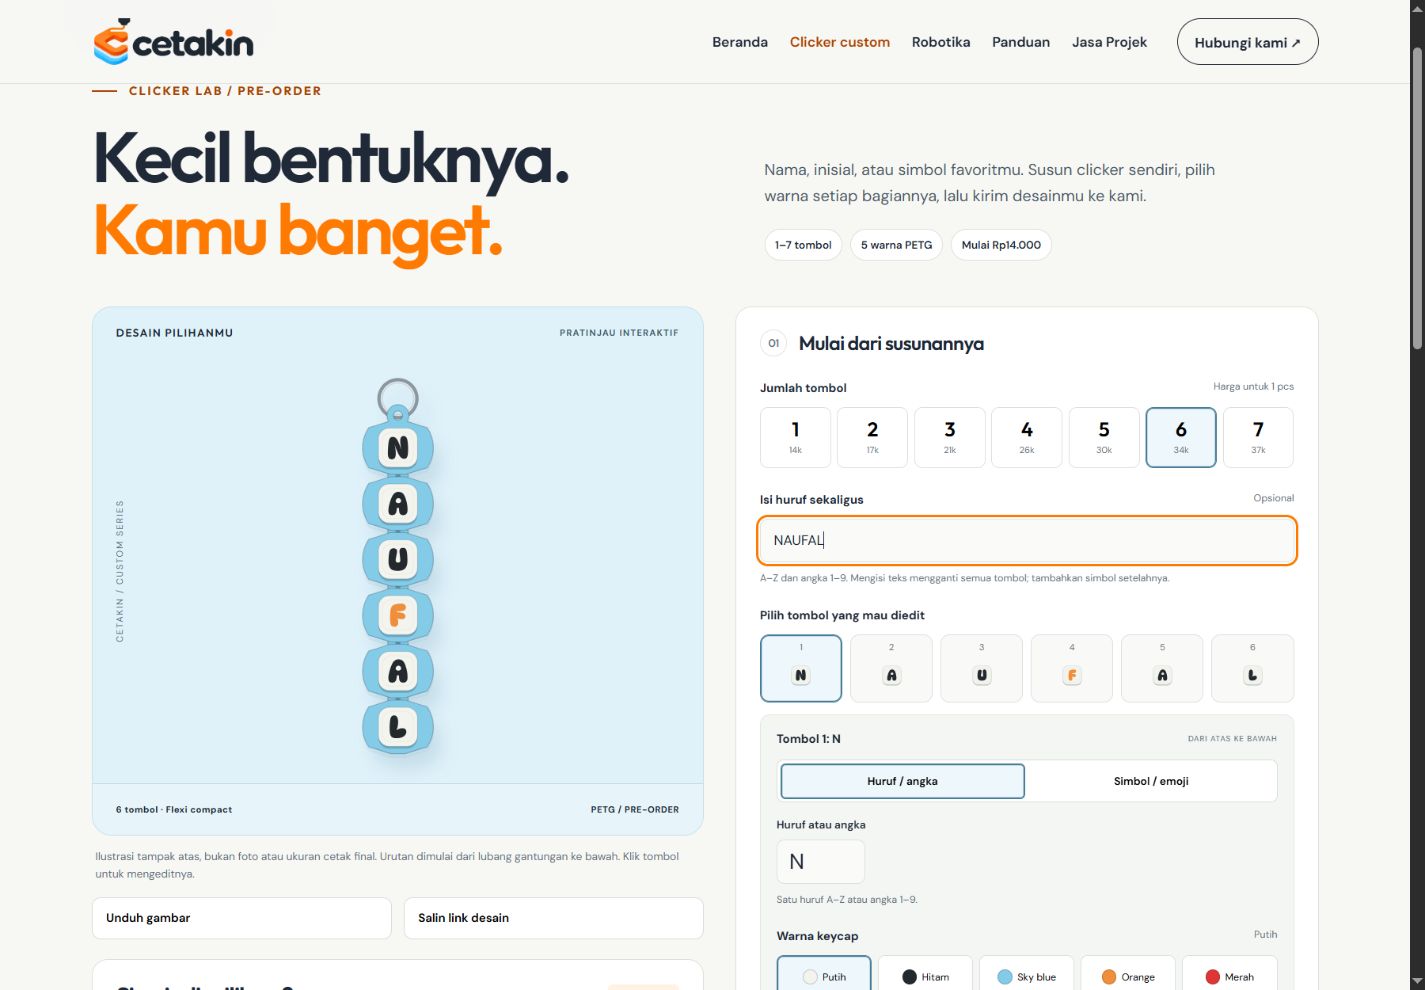 cetakin
Beranda
Clicker custom
Robotika
Panduan
Jasa Projek
Hubungi kami ↗
CLICKER LAB / PRE-ORDER
Kecil bentuknya.
Kamu banget.
Nama, inisial, atau simbol favoritmu. Susun clicker sendiri, pilih
warna setiap bagiannya, lalu kirim desainmu ke kami.
1–7 tombol
5 warna PETG
Mulai Rp14.000
DESAIN PILIHANMU
PRATINJAU INTERAKTIF
CETAKIN / CUSTOM SERIES
N
A
U
F
A
L
6 tombol · Flexi compact
PETG / PRE-ORDER
Ilustrasi tampak atas, bukan foto atau ukuran cetak final. Urutan dimulai dari lubang gantungan ke bawah. Klik tombol
untuk mengeditnya.
Unduh gambar
Salin link desain
01
Mulai dari susunannya
Jumlah tombol
Harga untuk 1 pcs
1
14k
2
17k
3
21k
4
26k
5
30k
6
34k
7
37k
Isi huruf sekaligus
Opsional
NAUFAL
A–Z dan angka 1–9. Mengisi teks mengganti semua tombol; tambahkan simbol setelahnya.
Pilih tombol yang mau diedit
1
N
2
A
3
U
4
F
5
A
6
L
Tombol 1: N
DARI ATAS KE BAWAH
Huruf / angka
Simbol / emoji
Huruf atau angka
N
Satu huruf A–Z atau angka 1–9.
Warna keycap
Putih
Putih
Hitam
Sky blue
Orange
Merah